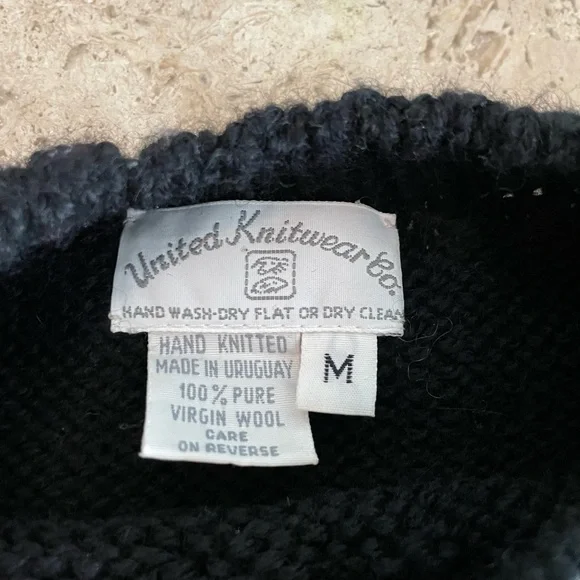 United Knitwear Co.
HAND WASH-DRY FLAT OR DRY CLEAN
HAND KNITTED
MADE IN URUGUAY
100% PURE
VIRGIN WOOL
CARE
ON REVERSE
M